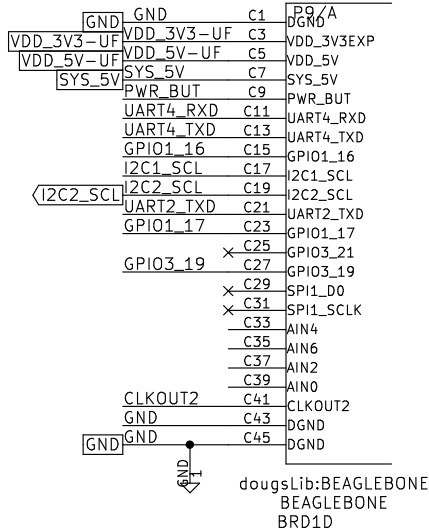 P9/A
GND GND C1 DGND
VDD_3V3-UF VDD_3V3-UF C3 VDD_3V3EXP
VDD_5V-UF VDD_5V-UF C5 VDD_5V
SYS_5V SYS_5V C7 SYS_5V
PWR_BUT C9 PWR_BUT
UART4_RXD C11 UART4_RXD
UART4_TXD C13 UART4_TXD
GPIO1_16 C15 GPIO1_16
I2C1_SCL C17 I2C1_SCL
I2C2_SCL I2C2_SCL C19 I2C2_SCL
UART2_TXD C21 UART2_TXD
GPIO1_17 C23 GPIO1_17
C25 GPIO3_21
GPIO3_19 C27 GPIO3_19
C29 SPI1_D0
C31 SPI1_SCLK
C33 AIN4
C35 AIN6
C37 AIN2
C39 AIN0
CLKOUT2 C41 CLKOUT2
GND C43 DGND
GND GND C45 DGND
GND 1
dougsLib:BEAGLEBONE
BEAGLEBONE
BRD1D